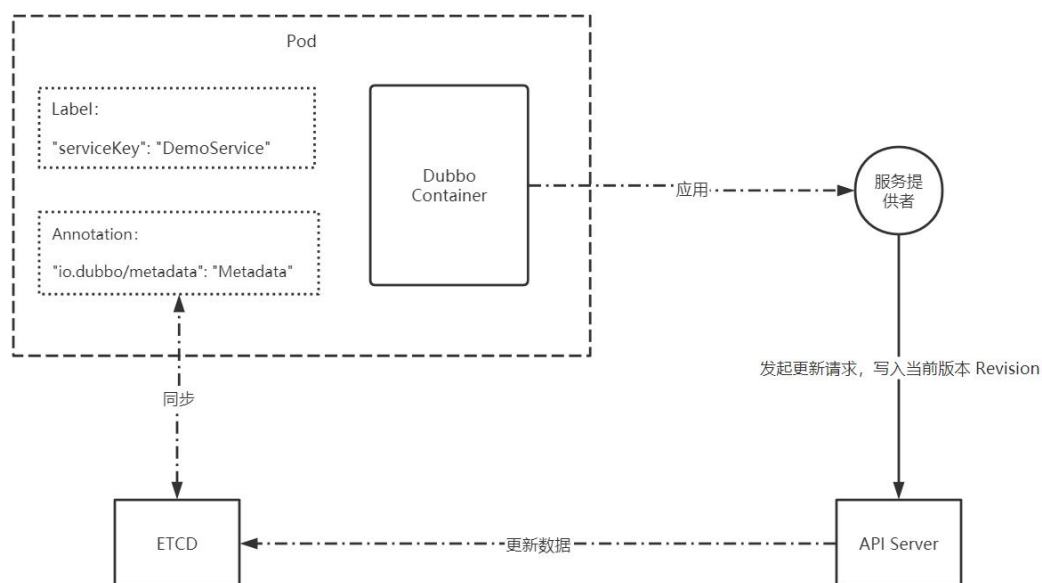 Pod
Label:
"serviceKey": "DemoService"
Dubbo
Container
应用
服务提
供者
Annotation:
"io.dubbo/metadata": "Metadata"
发起更新请求，写入当前版本 Revision
同步
ETCD
更新数据
API Server